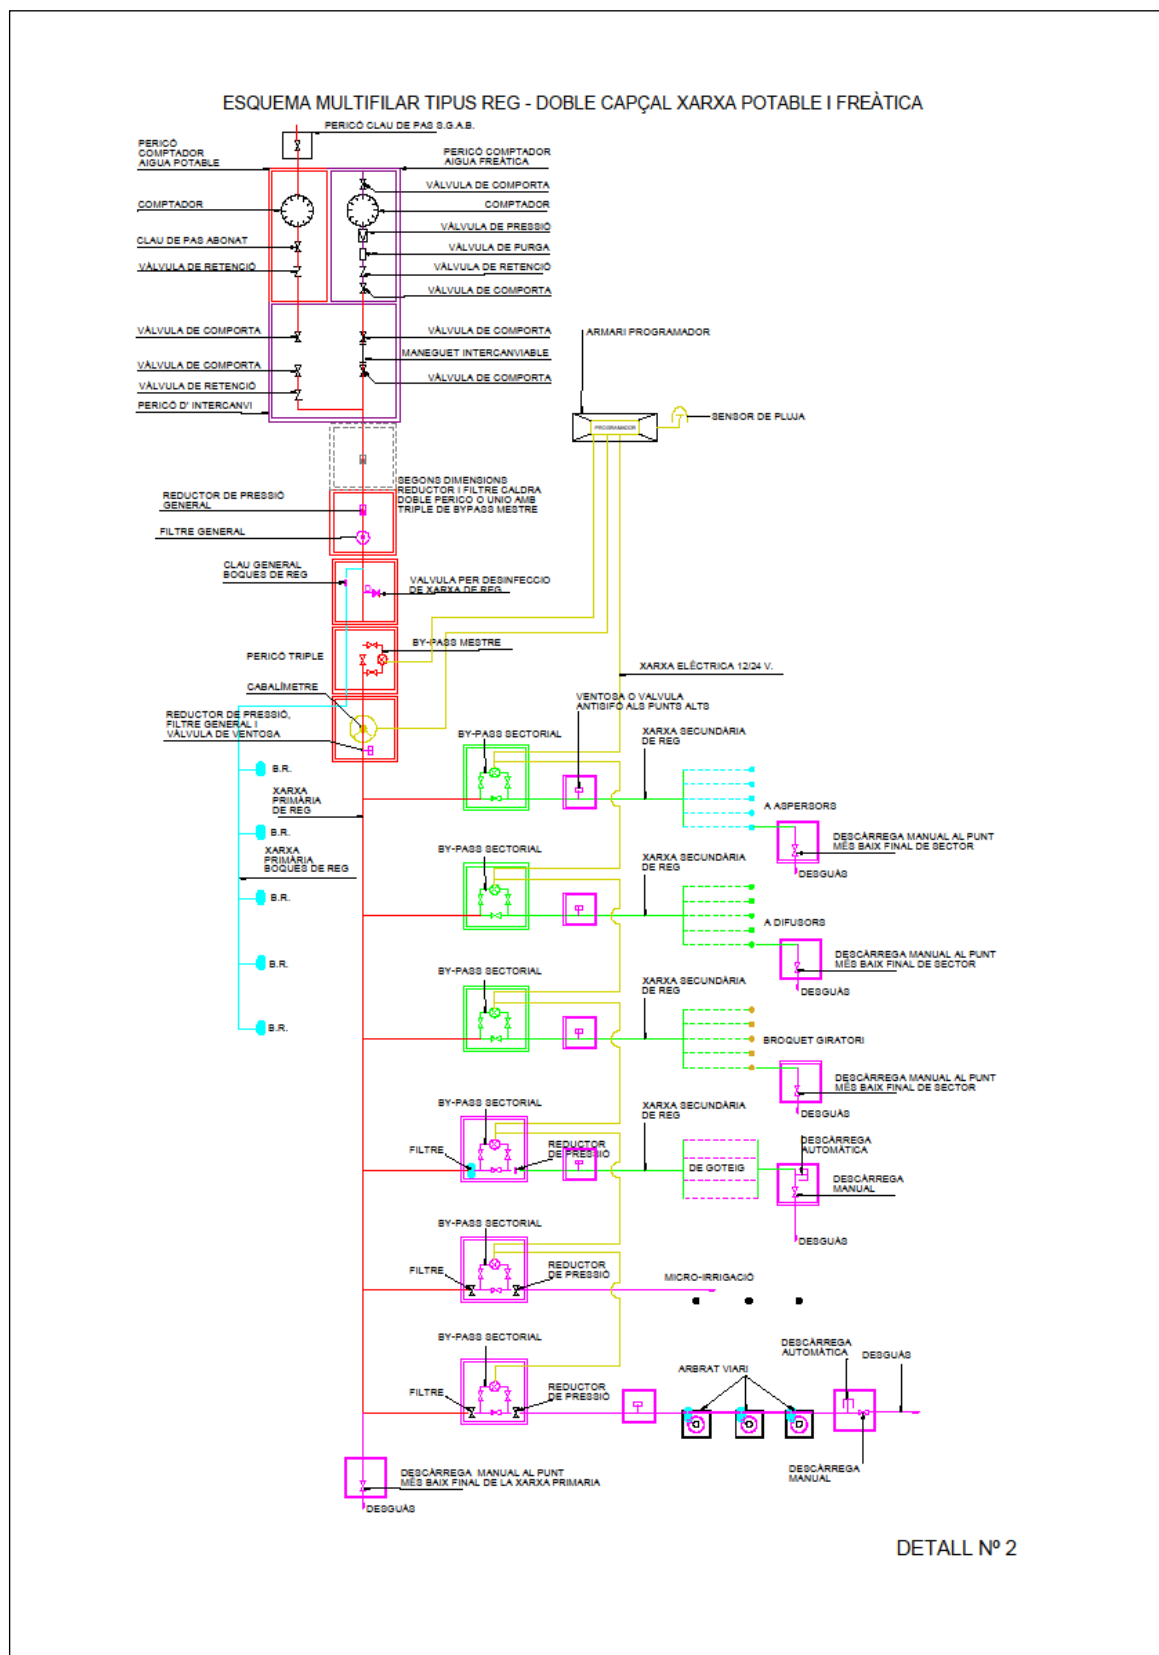 ESQUEMA MULTIFILAR TIPUS REG - DOBLE CAPÇAL XARXA POTABLE I FREÀTICA
PERICÓ CLAU DE PAS S.G.A.B.
PERICÓ
COMPTADOR
AIGUA POTABLE
PERICÓ COMPTADOR
AIGUA FREÀTICA
VÀLVULA DE COMPORTA
COMPTADOR
COMPTADOR
VÀLVULA DE PRESSIÓ
CLAU DE PAS ABONAT
VÀLVULA DE PURGA
VÀLVULA DE RETENCIÓ
VÀLVULA DE RETENCIÓ
VÀLVULA DE COMPORTA
VÀLVULA DE COMPORTA
VÀLVULA DE COMPORTA
MANEGUET INTERCANVIABLE
VÀLVULA DE COMPORTA
VÀLVULA DE COMPORTA
VÀLVULA DE RETENCIÓ
PERICÓ D' INTERCANVI
ARMARI PROGRAMADOR
PROGRAMADOR
SENSOR DE PLUJA
SEGONS DIMENSIONS
REDUCTOR I FILTRE CALDRA
DOBLE PERICO O UNIO AMB
TRIPLE DE BYPASS MESTRE
REDUCTOR DE PRESSIÓ
GENERAL
FILTRE GENERAL
CLAU GENERAL
BOQUES DE REG
VALVULA PER DESINFECCIO
DE XARXA DE REG
BY-PASS MESTRE
PERICÓ TRIPLE
XARXA ELÉCTRICA 12/24 V.
CABALÍMETRE
REDUCTOR DE PRESSIÓ,
FILTRE GENERAL I
VÀLVULA DE VENTOSA
VENTOSA O VALVULA
ANTISIFÓ ALS PUNTS ALTS
BY-PASS SECTORIAL
XARXA SECUNDÀRIA
DE REG
B.R.
XARXA
PRIMÀRIA
DE REG
A ASPERSORS
B.R.
DESCÀRREGA MANUAL AL PUNT
MÉS BAIX FINAL DE SECTOR
DESGUÀS
XARXA
PRIMÀRIA
BOQUES DE REG
BY-PASS SECTORIAL
XARXA SECUNDÀRIA
DE REG
B.R.
A DIFUSORS
DESCÀRREGA MANUAL AL PUNT
MÉS BAIX FINAL DE SECTOR
DESGUÀS
B.R.
BY-PASS SECTORIAL
XARXA SECUNDÀRIA
DE REG
B.R.
BROQUET GIRATORI
DESCÀRREGA MANUAL AL PUNT
MÉS BAIX FINAL DE SECTOR
DESGUÀS
BY-PASS SECTORIAL
XARXA SECUNDÀRIA
DE REG
FILTRE
REDUCTOR
DE PRESSIÓ
DE GOTEIG
DESCÀRREGA
AUTOMÀTICA
DESCÀRREGA
MANUAL
DESGUÀS
BY-PASS SECTORIAL
FILTRE
REDUCTOR
DE PRESSIÓ
MICRO-IRRIGACIÓ
BY-PASS SECTORIAL
FILTRE
REDUCTOR
DE PRESSIÓ
ARBRAT VIARI
DESCÀRREGA
AUTOMÀTICA
DESGUÀS
DESCÀRREGA
MANUAL
DESCÀRREGA MANUAL AL PUNT
MÉS BAIX FINAL DE LA XARXA PRIMARIA
DESGUÀS
DETALL Nº 2